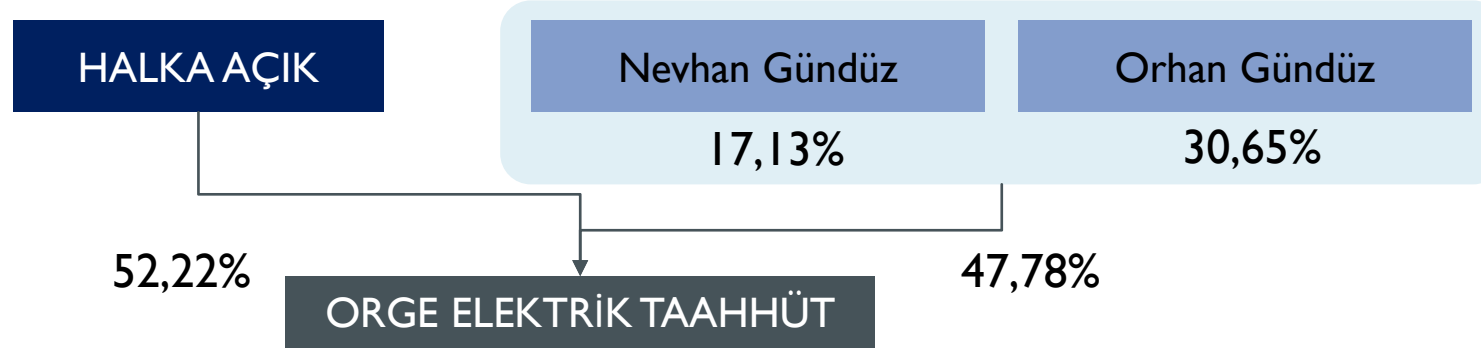 HALKA AÇIK
Nevhan Gündüz
Orhan Gündüz
17,13%
30,65%
52,22%
47,78%
ORGE ELEKTRİK TAAHHÜT